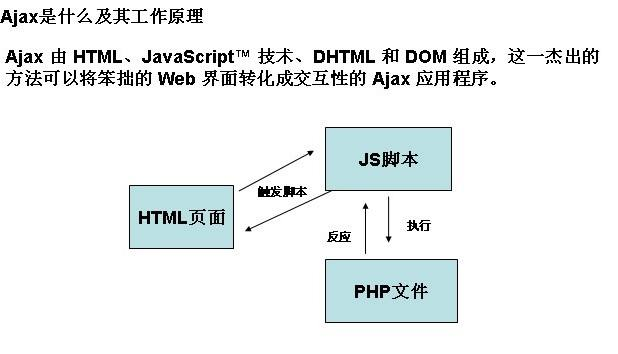 Ajax是什么及其工作原理
Ajax 由 HTML、JavaScript™ 技术、DHTML 和 DOM 组成，这一杰出的
方法可以将笨拙的 Web 界面转化成交互性的 Ajax 应用程序。
JS脚本
触发脚本
HTML页面
反应
执行
PHP文件